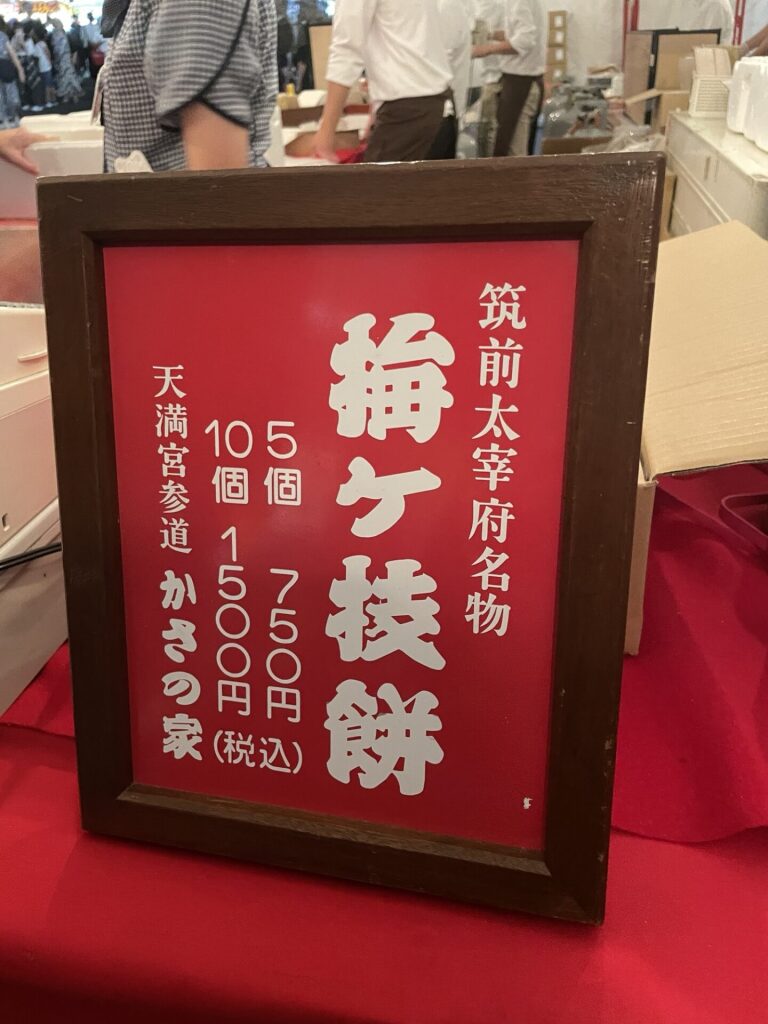 筑前太宰府名物
梅ケ枝餅
5個 750円
10個 1500円
(税込)
天満宮参道 かさの家